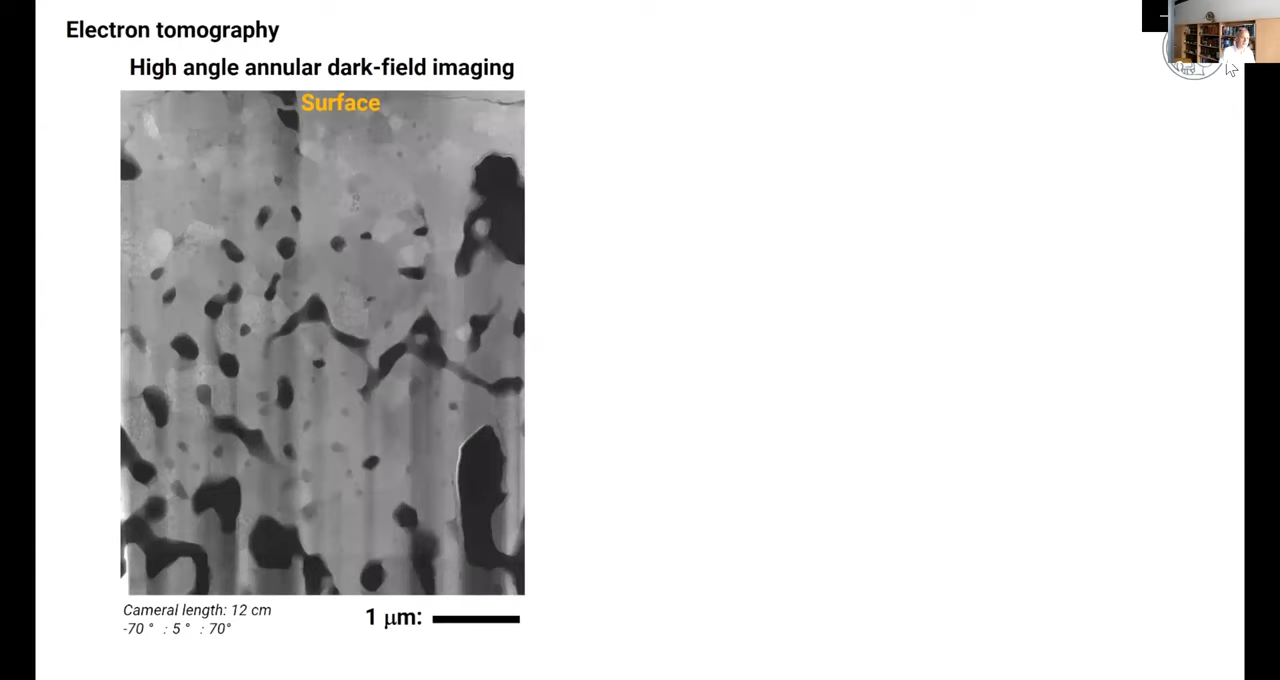 Electron tomography
High angle annular dark-field imaging
Surface
Cameral length: 12 cm
-70 ° : 5 ° : 70°
1 μm: